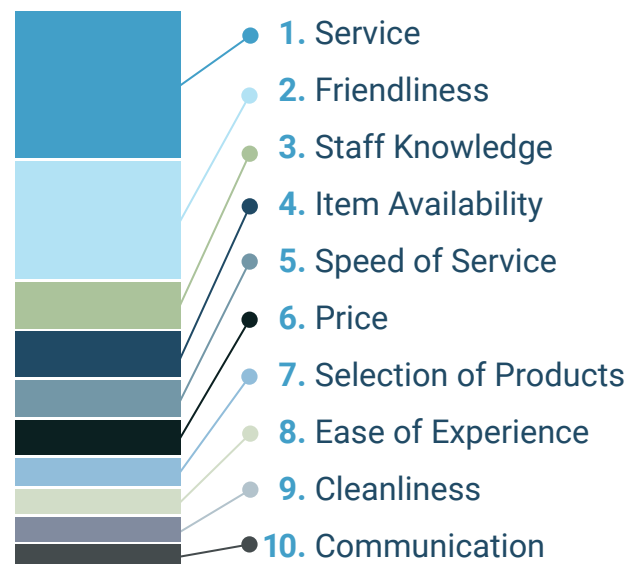 1. Service
2. Friendliness
3. Staff Knowledge
4. Item Availability
5. Speed of Service
6. Price
7. Selection of Products
8. Ease of Experience
9. Cleanliness
10. Communication